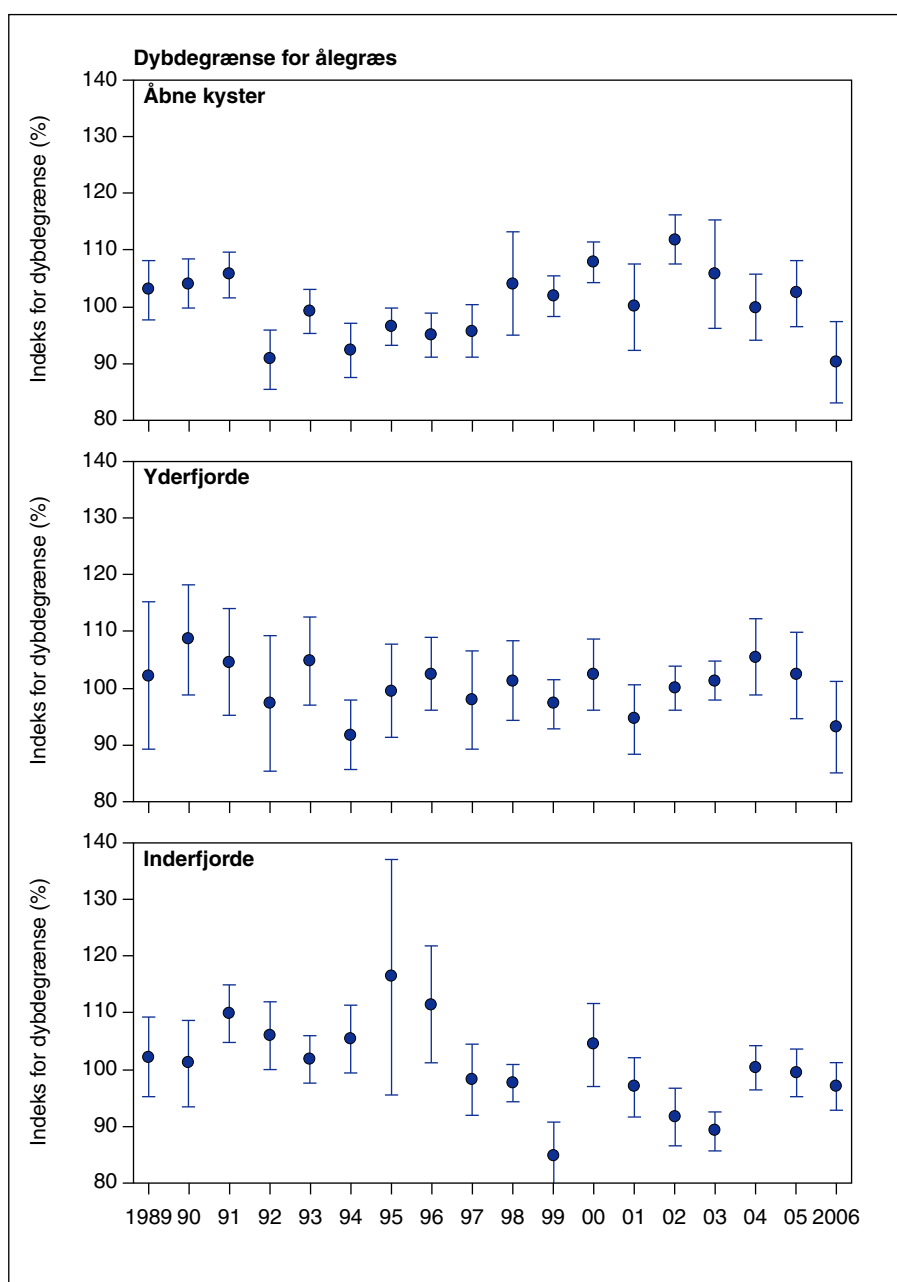 Dybdegrænse for ålegræs
Åbne kyster
Indeks for dybdegrænse (%)
140
130
120
110
100
90
80
Yderfjorde
Indeks for dybdegrænse (%)
140
130
120
110
100
90
80
Inderfjorde
Indeks for dybdegrænse (%)
140
130
120
110
100
90
80
1989 90 91 92 93 94 95 96 97 98 99 00 01 02 03 04 05 2006